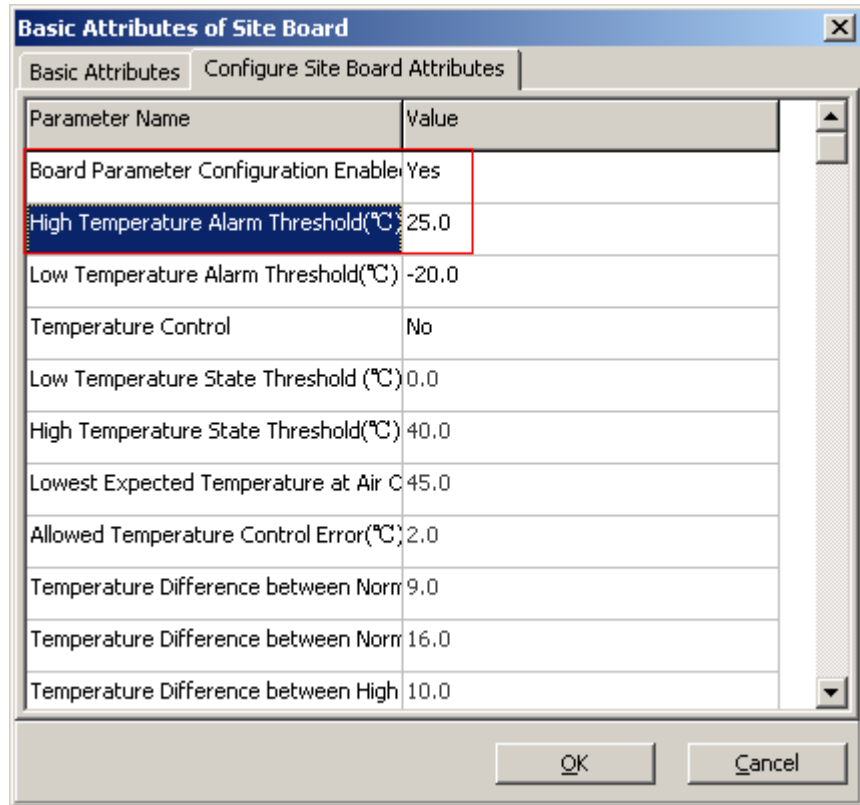 Basic Attributes of Site Board
Basic Attributes Configure Site Board Attributes
Parameter Name Value
Board Parameter Configuration Enable Yes
High Temperature Alarm Threshold(℃) 25.0
Low Temperature Alarm Threshold(℃) -20.0
Temperature Control No
Low Temperature State Threshold (℃) 0.0
High Temperature State Threshold(℃) 40.0
Lowest Expected Temperature at Air C 45.0
Allowed Temperature Control Error(℃) 2.0
Temperature Difference between Norm 9.0
Temperature Difference between Norm 16.0
Temperature Difference between High 10.0
OK Cancel